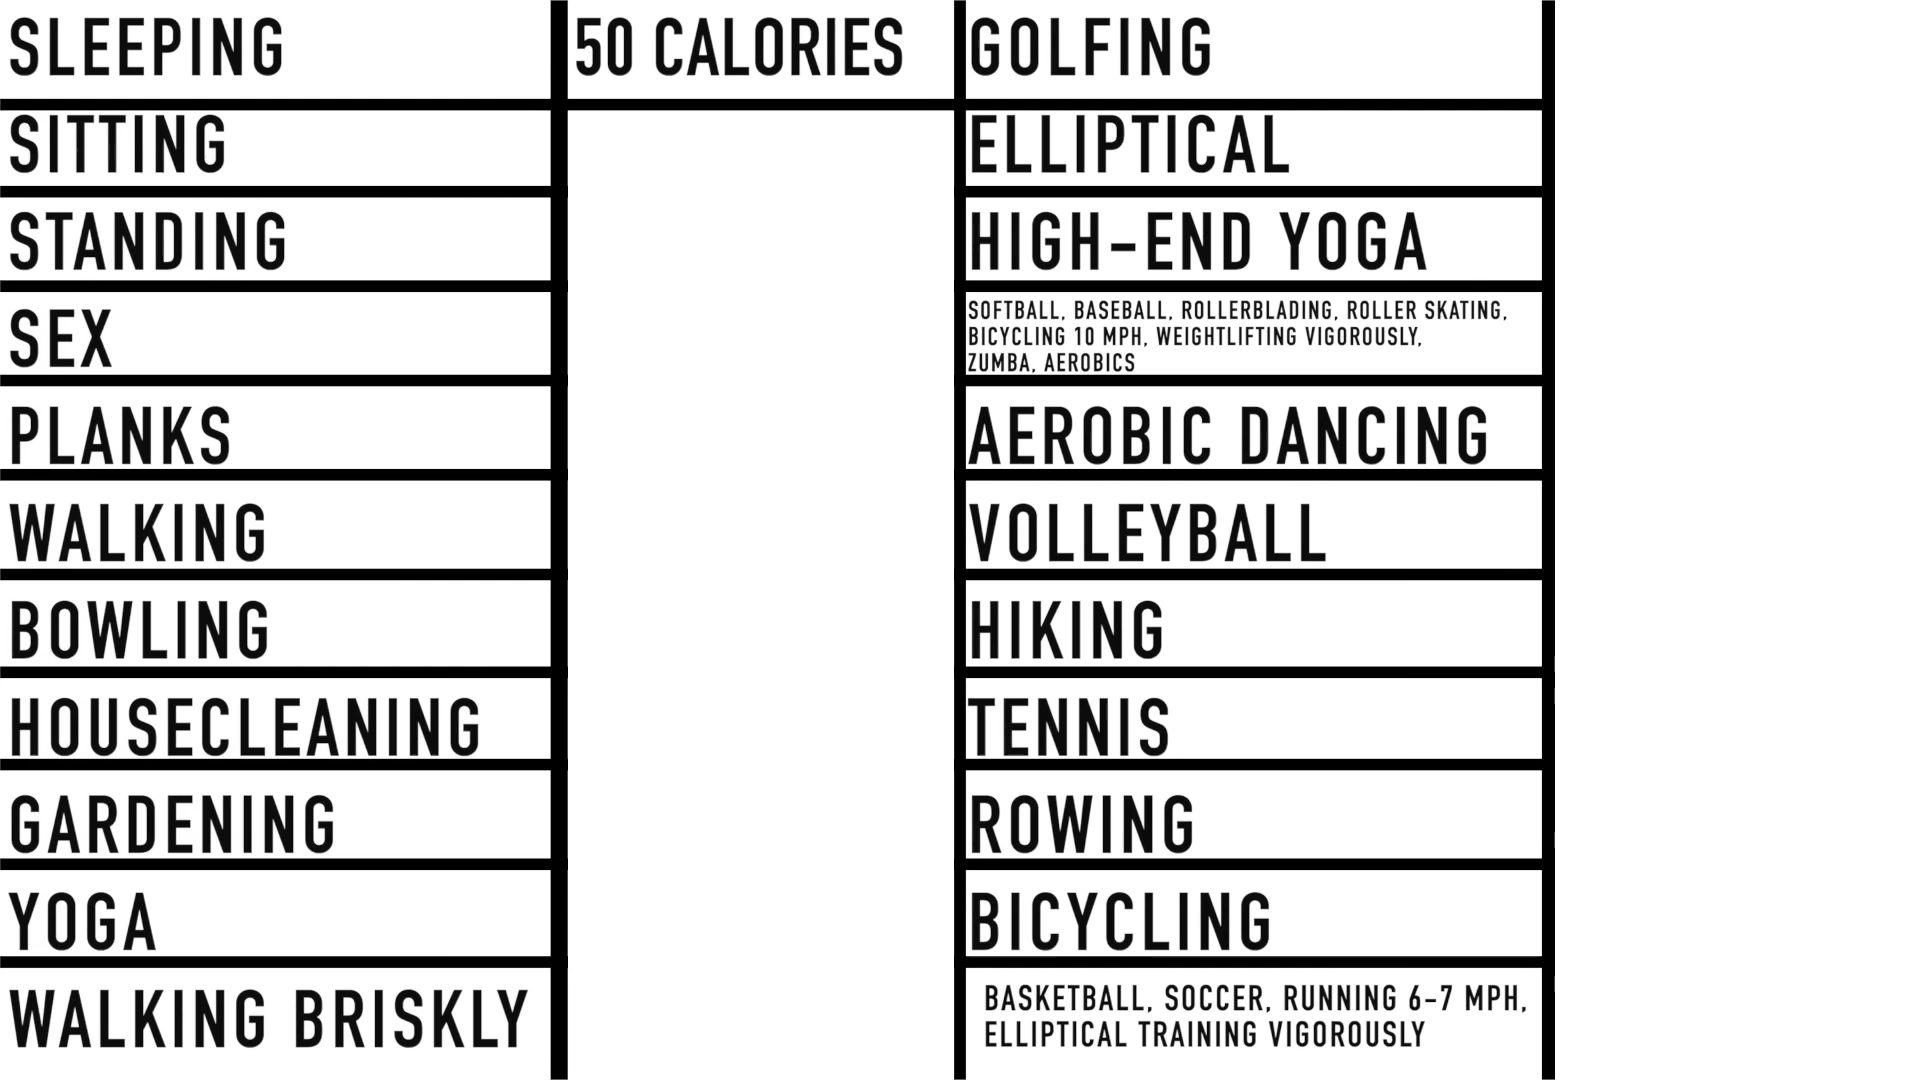 SLEEPING
50 CALORIES
GOLFING
SITTING
ELLIPTICAL
STANDING
HIGH-END YOGA
SEX
SOFTBALL, BASEBALL, ROLLERBLADING, ROLLER SKATING,
BICYCLING 10 MPH, WEIGHTLIFTING VIGOROUSLY,
ZUMBA, AEROBICS
PLANKS
AEROBIC DANCING
WALKING
VOLLEYBALL
BOWLING
HIKING
HOUSECLEANING
TENNIS
GARDENING
ROWING
YOGA
BICYCLING
WALKING BRISKLY
BASKETBALL, SOCCER, RUNNING 6-7 MPH,
ELLIPTICAL TRAINING VIGOROUSLY